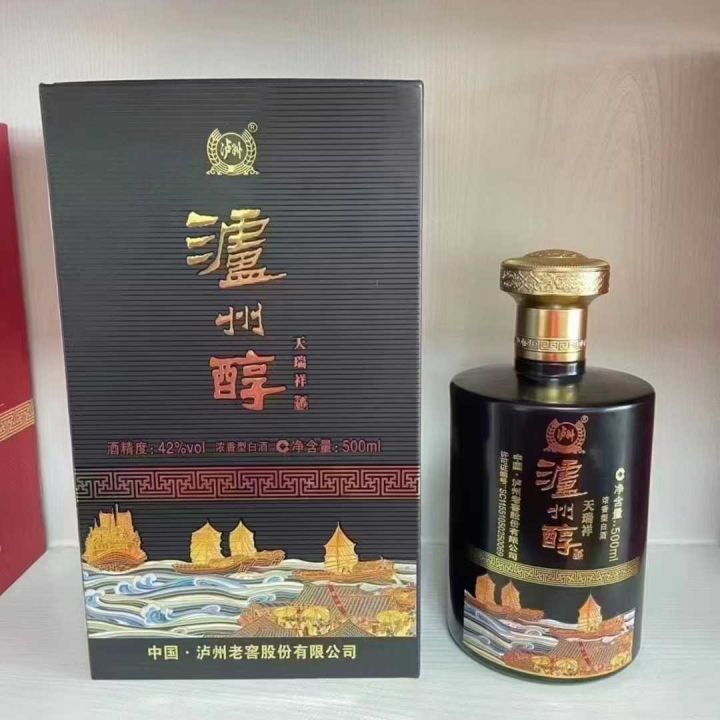 泸州
®
瀘州醇
天瑞祥
酒精度:42%vol 浓香型白酒 净含量:500ml
中国·泸州老窖股份有限公司
泸州
®
瀘州醇
天瑞祥
净含量:500ml
浓香型白酒
中国·泸州老窖股份有限公司